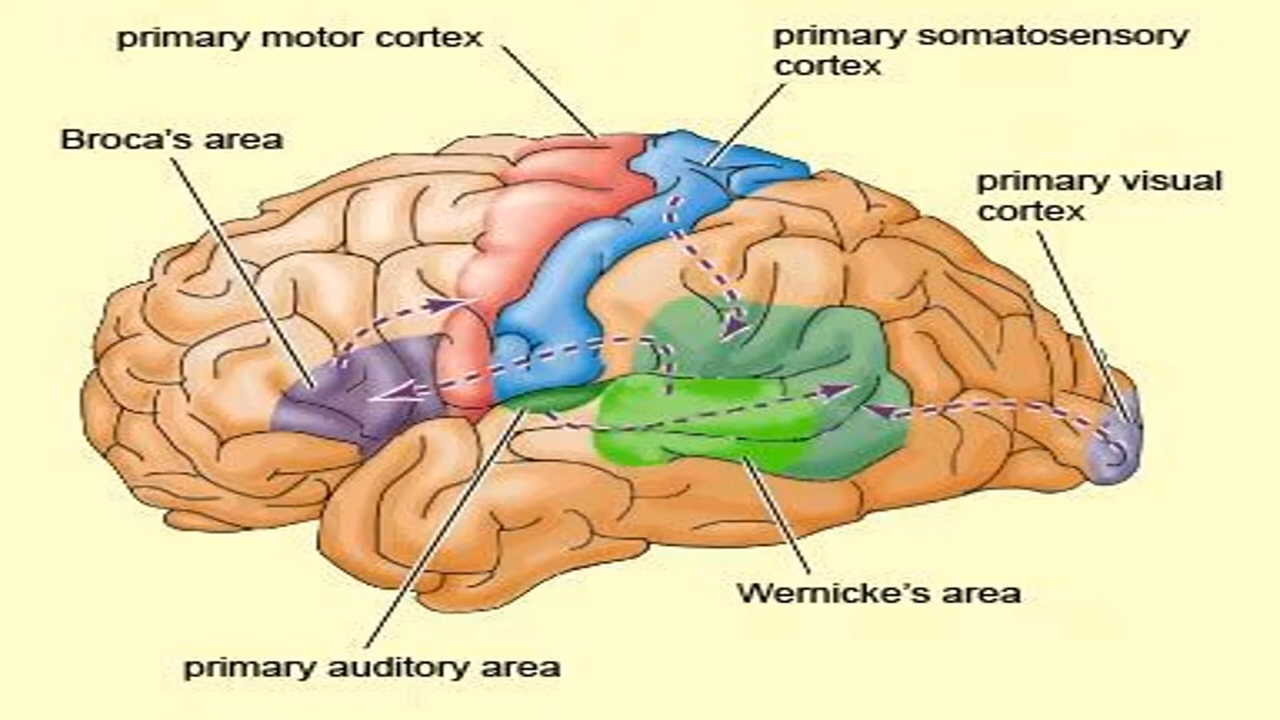 primary motor cortex
primary somatosensory
cortex
Broca's area
primary visual
cortex
Wernicke's area
primary auditory area